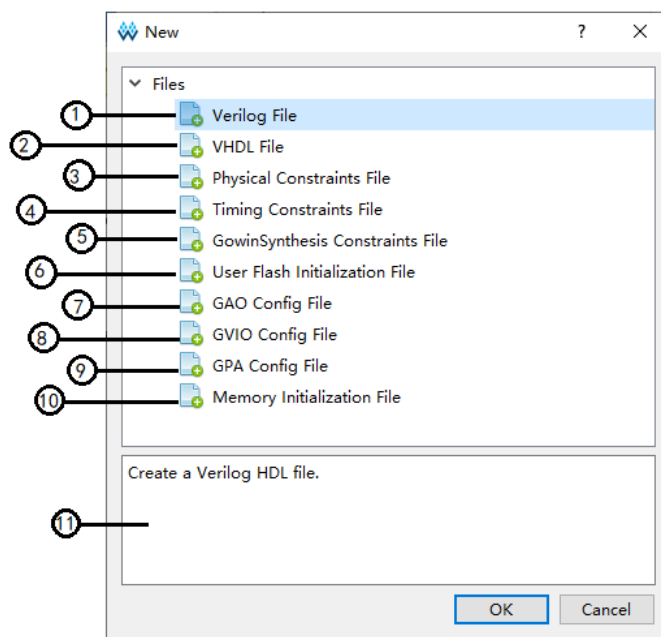 New
?
Files
1 Verilog File
2 VHDL File
3 Physical Constraints File
4 Timing Constraints File
5 GowinSynthesis Constraints File
6 User Flash Initialization File
7 GAO Config File
8 GVIO Config File
9 GPA Config File
10 Memory Initialization File
Create a Verilog HDL file.
11
OK Cancel